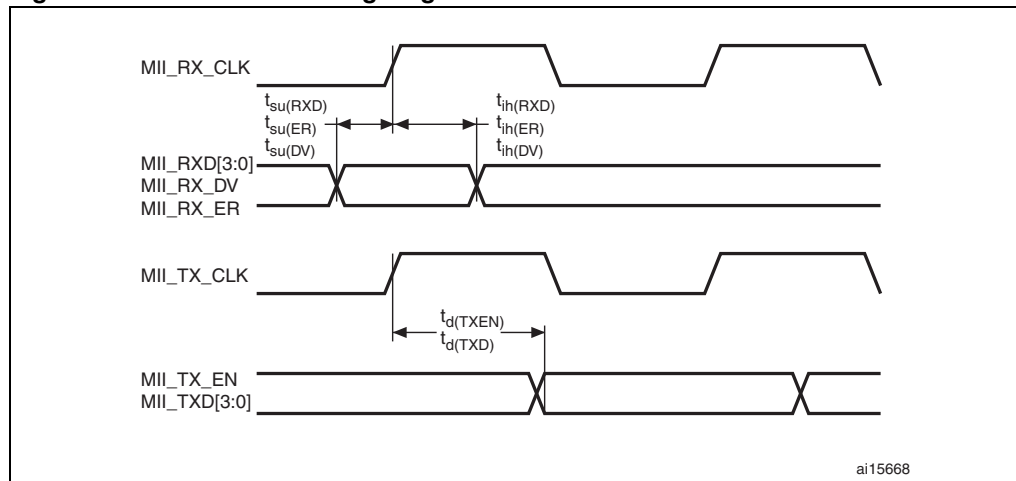 MII_RX_CLK
tsu(RXD)
tsu(ER)
tsu(DV)
tih(RXD)
tih(ER)
tih(DV)
MII_RXD[3:0]
MII_RX_DV
MII_RX_ER
MII_TX_CLK
td(TXEN)
td(TXD)
MII_TX_EN
MII_TXD[3:0]
ai15668